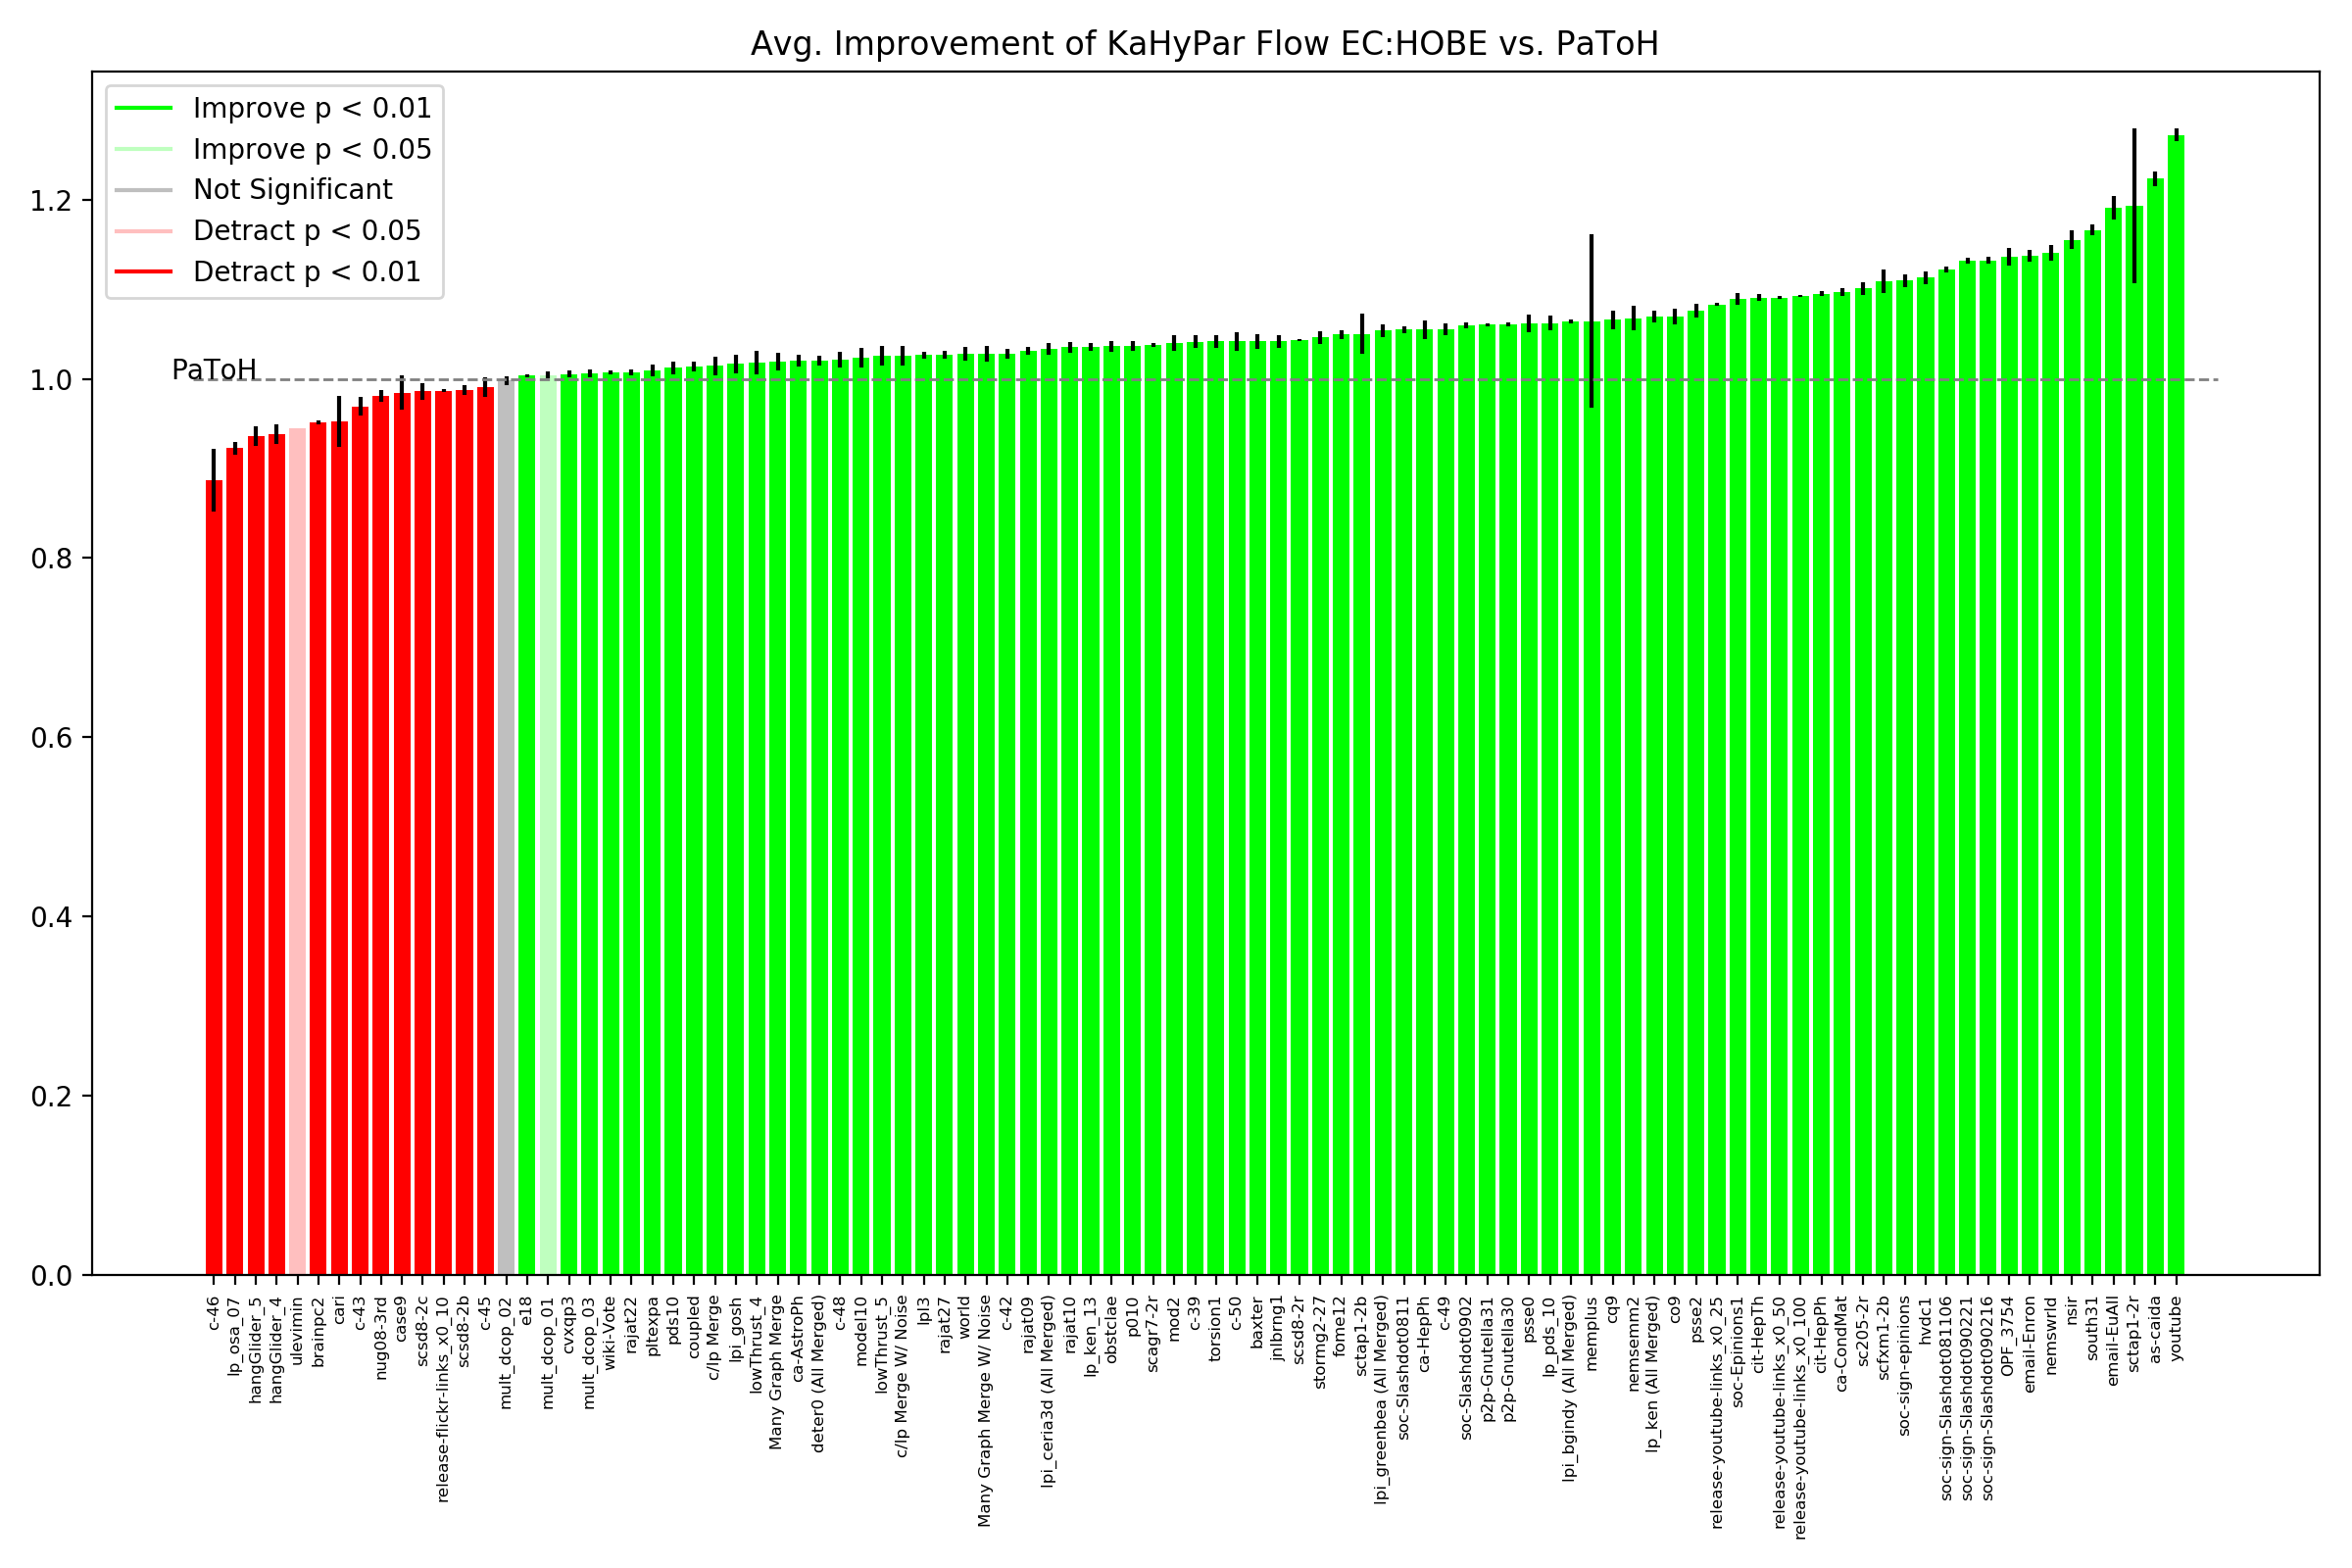 Avg. Improvement of KaHyPar Flow EC:HOBE vs. PaToH
Improve p < 0.01
Improve p < 0.05
Not Significant
Detract p < 0.05
Detract p < 0.01
1.2
1.0
0.8
0.6
0.4
0.2
0.0
PaToH
c-46
lp_osa_07
hangGlider_5
hangGlider_4
ulevimin
brainpc2
cari
c-43
nug08-3rd
case9
scsd8-2c
release-flickr-links_x0_10
scsd8-2b
c-45
mult_dcop_02
e18
mult_dcop_01
cvxqp3
mult_dcop_03
wiki-Vote
rajat22
pltexpa
pds10
coupled
c/lp Merge
lpi_gosh
lowThrust_4
Many Graph Merge
ca-AstroPh
deter0 (All Merged)
c-48
model10
lowThrust_5
c/lp Merge W/ Noise
lpl3
rajat27
world
Many Graph Merge W/ Noise
c-42
rajat09
lpi_ceria3d (All Merged)
rajat10
lp_ken_13
obstclae
p010
scagr7-2r
mod2
c-39
torsion1
c-50
baxter
jnlbrng1
scsd8-2r
stormg2-27
fome12
sctap1-2b
lpi_greenbea (All Merged)
soc-Slashdot0811
ca-HepPh
c-49
soc-Slashdot0902
p2p-Gnutella31
p2p-Gnutella30
psse0
lp_pds_10
lpi_bgindy (All Merged)
memplus
cq9
nemsemm2
lp_ken (All Merged)
co9
psse2
release-youtube-links_x0_25
soc-Epinions1
cit-HepTh
release-youtube-links_x0_50
release-youtube-links_x0_100
cit-HepPh
ca-CondMat
sc205-2r
scfxm1-2b
soc-sign-epinions
hvdc1
soc-sign-Slashdot081106
soc-sign-Slashdot090221
soc-sign-Slashdot090216
OPF_3754
email-Enron
nemswrld
nsir
south31
email-EuAll
sctap1-2r
as-caida
youtube